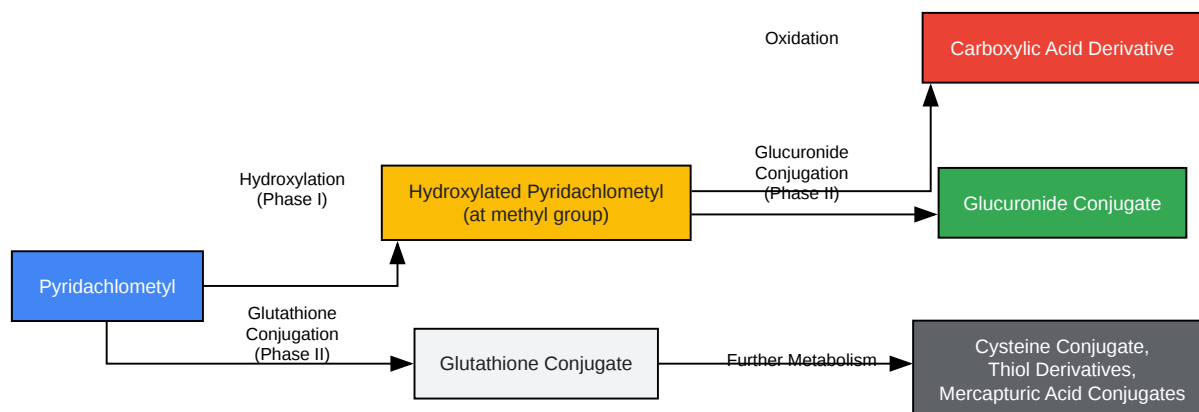 Oxidation
Carboxylic Acid Derivative
Hydroxylation
(Phase I)
Hydroxylated Pyridachlometyl
(at methyl group)
Glucuronide
Conjugation
(Phase II)
Glucuronide Conjugate
Pyridachlometyl
Glutathione
Conjugation
(Phase II)
Glutathione Conjugate
Further Metabolism
Cysteine Conjugate,
Thiol Derivatives,
Mercapturic Acid Conjugates